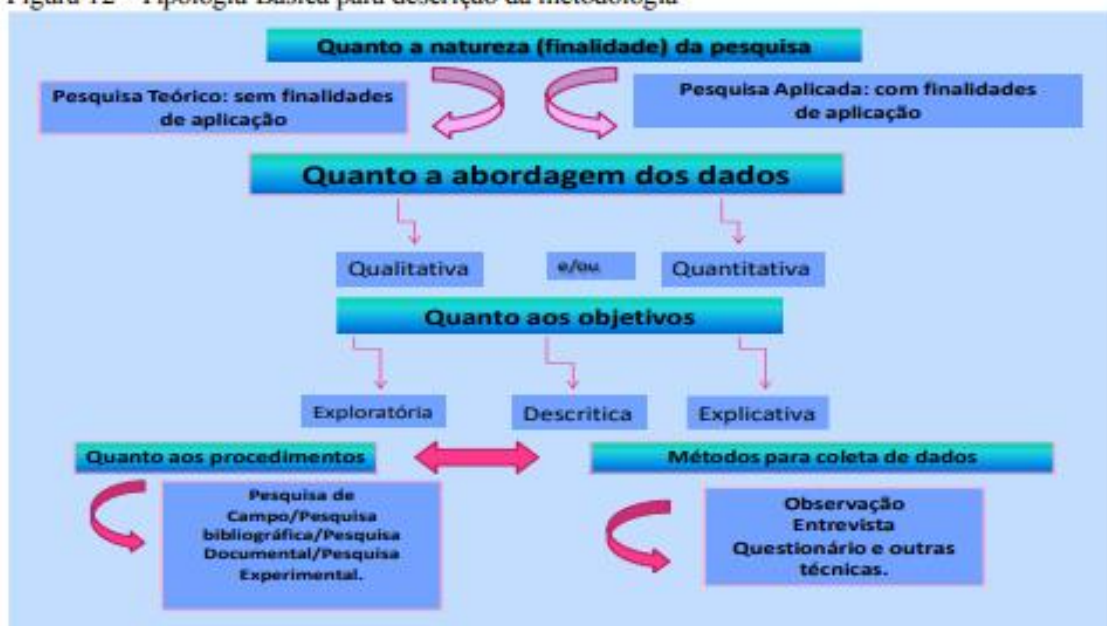 Figura 12 - Tipologia Básica para descrição da metodologia
Quanto a natureza (finalidade) da pesquisa
Pesquisa Teórico: sem finalidades
de aplicação
Pesquisa Aplicada: com finalidades
de aplicação
Quanto a abordagem dos dados
Qualitativa
e/ou
Quantitativa
Quanto aos objetivos
Exploratória
Descritica
Explicativa
Quanto aos procedimentos
Métodos para coleta de dados
Pesquisa de
Campo/Pesquisa
bibliográfica/Pesquisa
Documental/Pesquisa
Experimental.
Observação
Entrevista
Questionário e outras
técnicas.